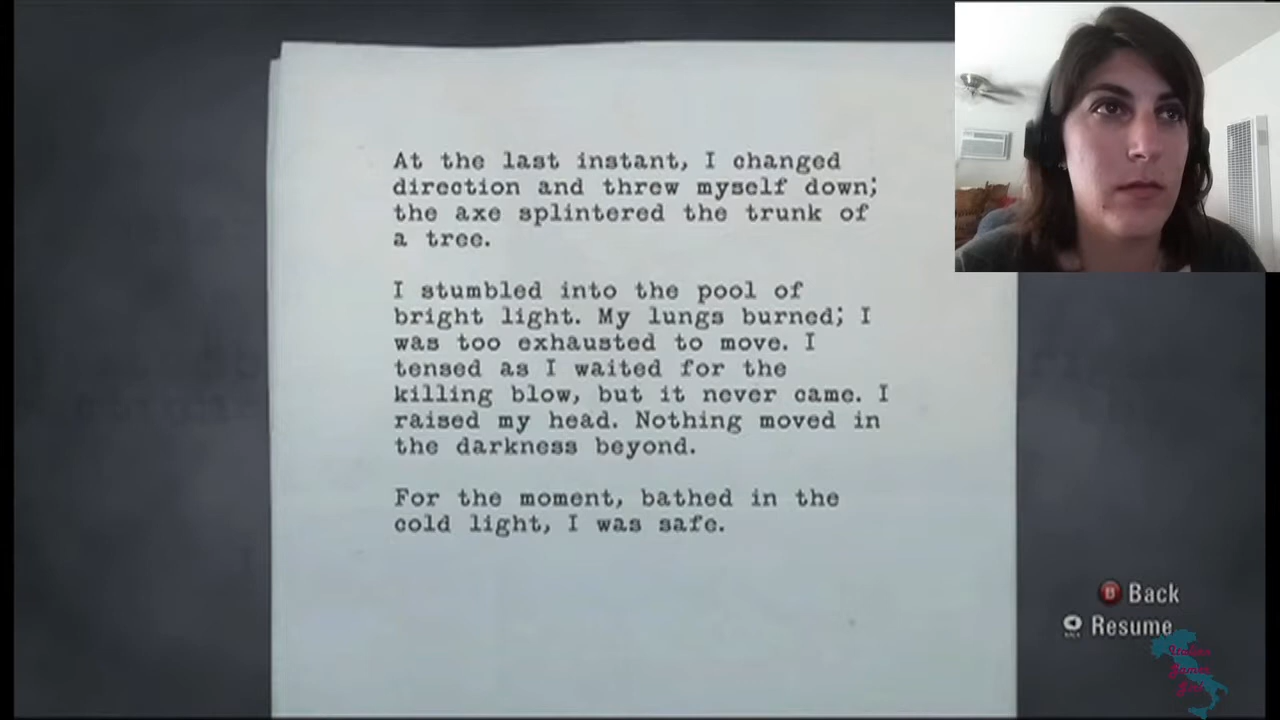 At the last instant, I changed
direction and threw myself down;
the axe splintered the trunk of
a tree.
I stumbled into the pool of
bright light. My lungs burned; I
was too exhausted to move. I
tensed as I waited for the
killing blow, but it never came. I
raised my head. Nothing moved in
the darkness beyond.
For the moment, bathed in the
cold light, I was safe.
B Back
Resume
Italian
Gamer
Girl